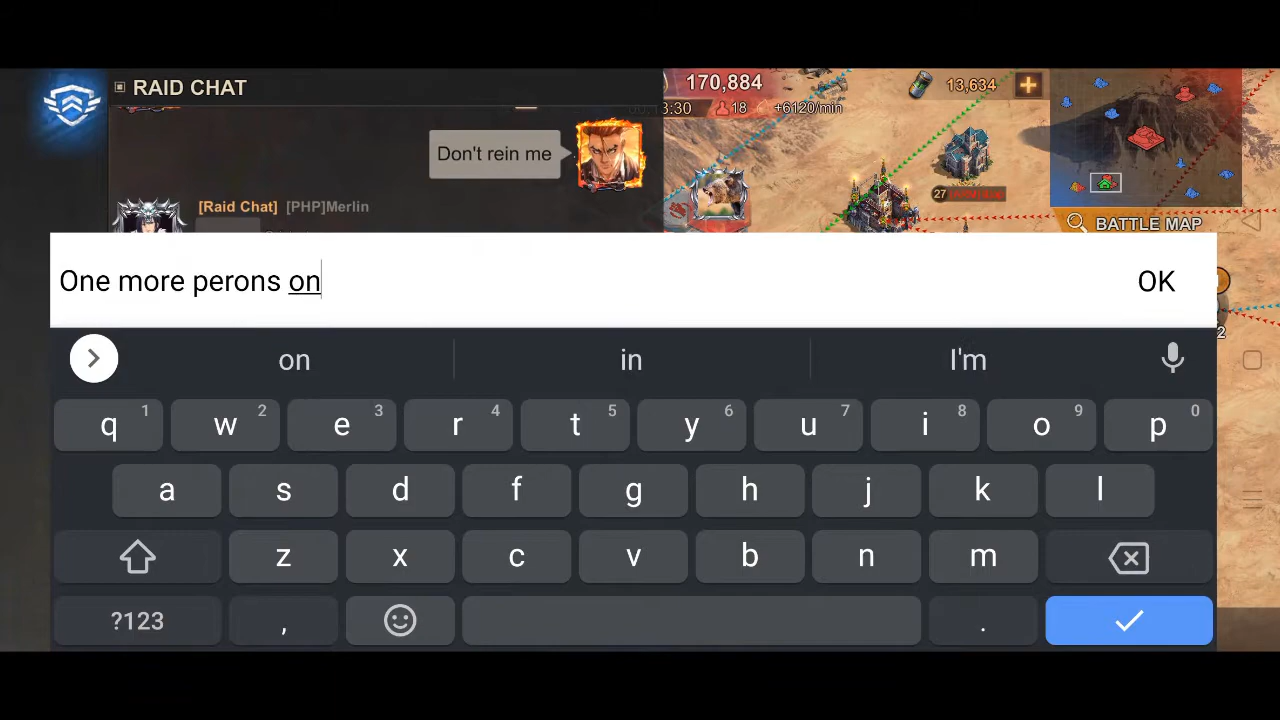 RAID CHAT
Don't rein me
[Raid Chat] [PHP]Merlin
170,884
13,634
3:30
18
+6120/min
27
BATTLE MAP
One more perons on
OK
on
in
I'm
q 1
w 2
e 3
r 4
t 5
y 6
u 7
i 8
o 9
p 0
a
s
d
f
g
h
j
k
l
z
x
c
v
b
n
m
?123
,
.
2